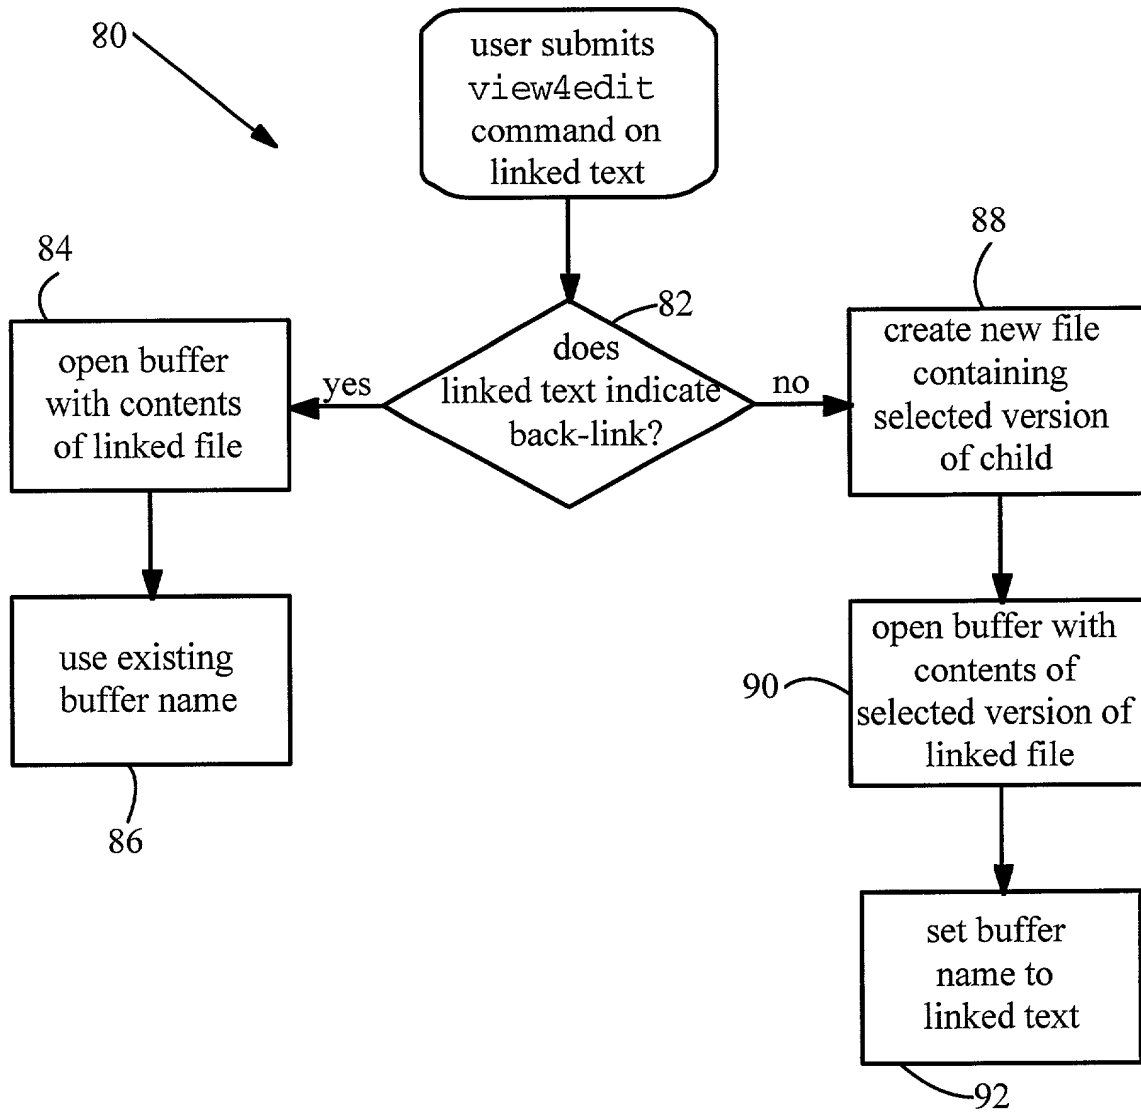 80
user submits
view4edit
command on
linked text
84
88
82
open buffer
with contents
of linked file
yes
does
linked text indicate
back-link?
no
create new file
containing
selected version
of child
use existing
buffer name
86
open buffer with
contents of
selected version of
linked file
90
set buffer
name to
linked text
92